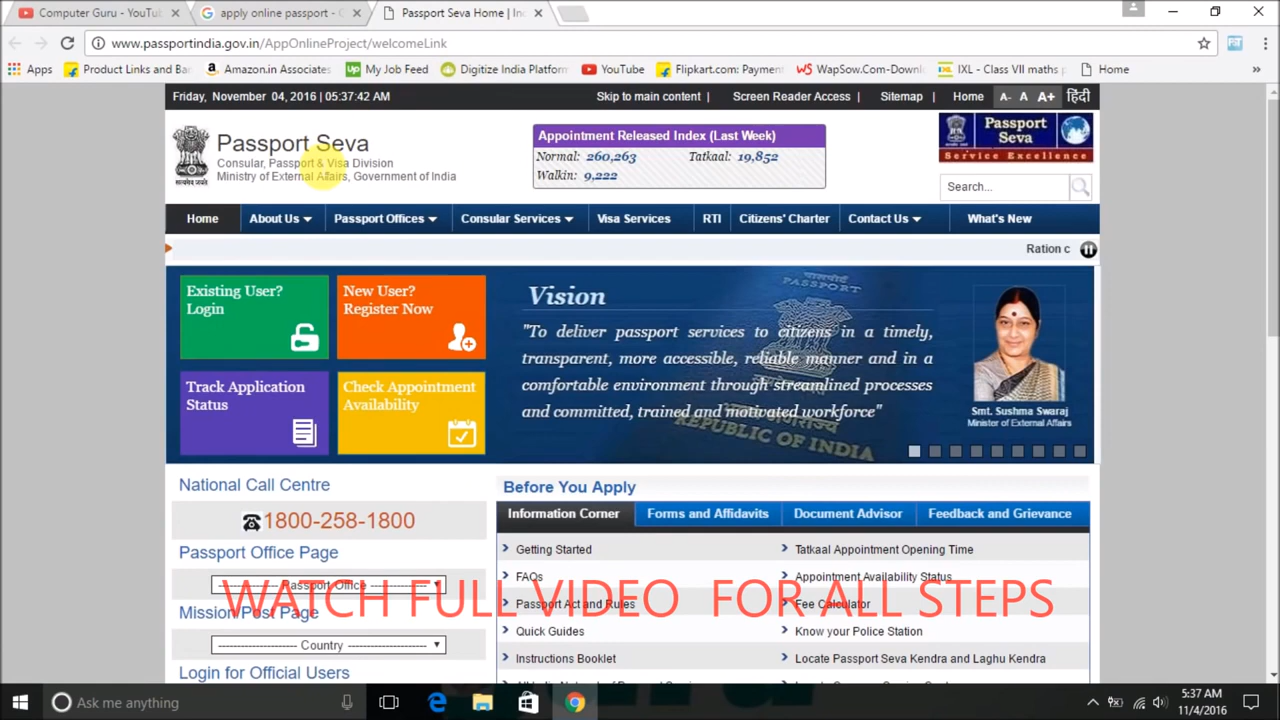 Computer Guru - YouTu
apply online passport - G
Passport Seva Home | Ind
www.passportindia.gov.in/AppOnlineProject/welcomeLink
Apps
Product Links and Ba
Amazon.in Associates
Up My Job Feed
Digitize India Platform
YouTube
Flipkart.com: Payment
WapSow.Com-Downl
IXL - Class VII maths p
Home
»
Friday, November 04, 2016 | 05:37:42 AM
Skip to main content |
Screen Reader Access |
Sitemap |
Home
A- A A+
हिंदी
Passport Seva
Consular, Passport & Visa Division
Ministry of External Affairs, Government of India
Appointment Released Index (Last Week)
Normal: 260,263 Tatkaal: 19,852
Walkin: 9,222
Passport
Seva
Service Excellence
Search...
Home
About Us
Passport Offices
Consular Services
Visa Services
RTI
Citizens' Charter
Contact Us
What's New
Ration c
Existing User?
Login
New User?
Register Now
Track Application
Status
Check Appointment
Availability
Vision
"To deliver passport services to citizens in a timely,
transparent, more accessible, reliable manner and in a
comfortable environment through streamlined processes
and committed, trained and motivated workforce"
पासपोर्ट
PASSPORT
REPUBLIC OF INDIA
Smt. Sushma Swaraj
Minister of External Affairs
National Call Centre
1800-258-1800
Passport Office Page
-------------------- Passport Office --------------------
Mission/Post Page
-------------------- Country --------------------
Login for Official Users
Before You Apply
Information Corner
Forms and Affidavits
Document Advisor
Feedback and Grievance
Getting Started
Tatkaal Appointment Opening Time
FAQs
Appointment Availability Status
Passport Act and Rules
Fee Calculator
Quick Guides
Know your Police Station
Instructions Booklet
Locate Passport Seva Kendra and Laghu Kendra
WATCH FULL VIDEO FOR ALL STEPS
Ask me anything
5:37 AM
11/4/2016